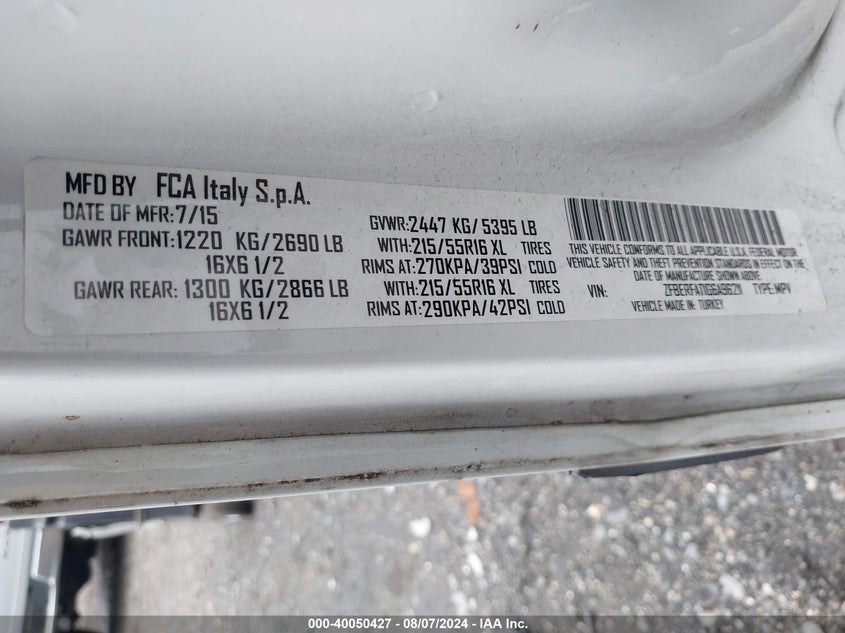 MFD BY FCA Italy S.p.A.
DATE OF MFR: 7/15
GAWR FRONT: 1220 KG/2690 LB
16X6 1/2
GAWR REAR: 1300 KG/2866 LB
16X6 1/2
GVWR: 2447 KG/ 5395 LB
WITH: 215/55R16 XL TIRES
RIMS AT: 270KPA/39PSI COLD
WITH: 215/55R16 XL TIRES
RIMS AT: 290KPA/42PSI COLD
THIS VEHICLE CONFORMS TO ALL APPLICABLE U.S.A. FEDERAL MOTOR
VEHICLE SAFETY AND THEFT PREVENTION STANDARDS IN EFFECT ON THE
DATE OF MANUFACTURE SHOWN ABOVE
VIN: ZFBERFAT1G6A96211 TYPE: MPV
VEHICLE MADE IN: TURKEY
000-40050427 - 08/07/2024 - IAA Inc.